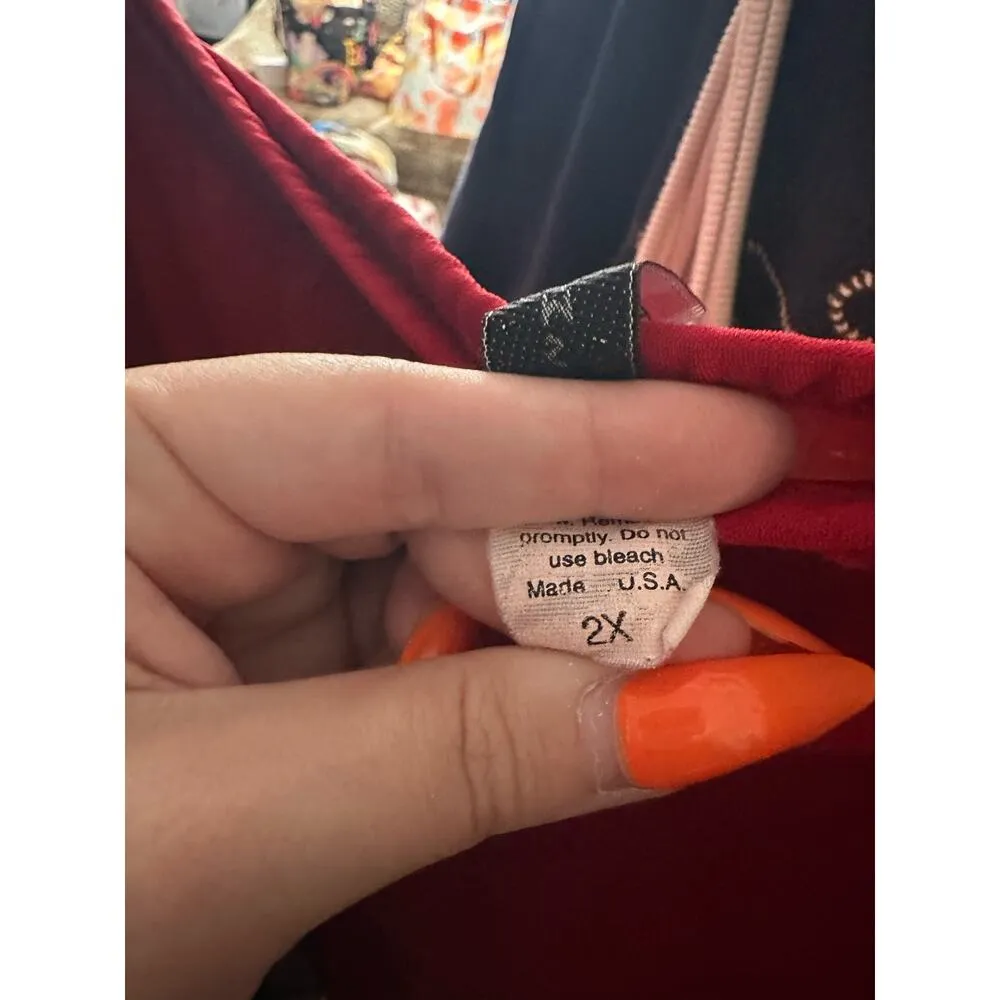 promptly. Do not
use bleach
Made U.S.A.
2X